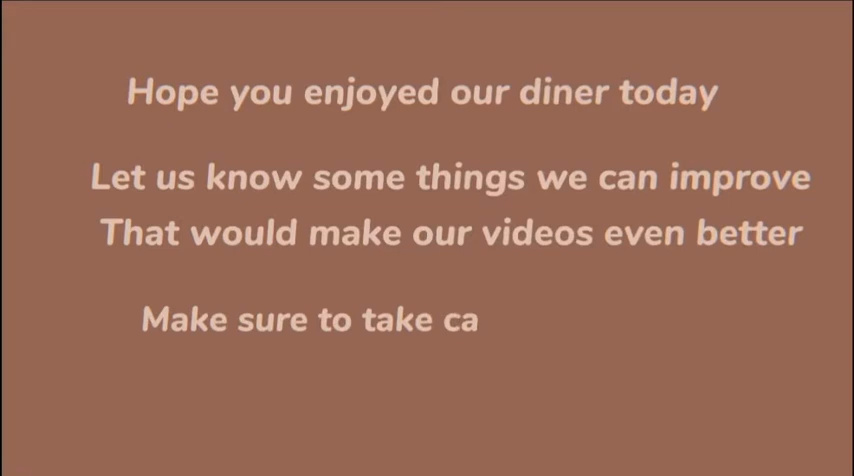 Hope you enjoyed our diner today
Let us know some things we can improve
That would make our videos even better
Make sure to take ca